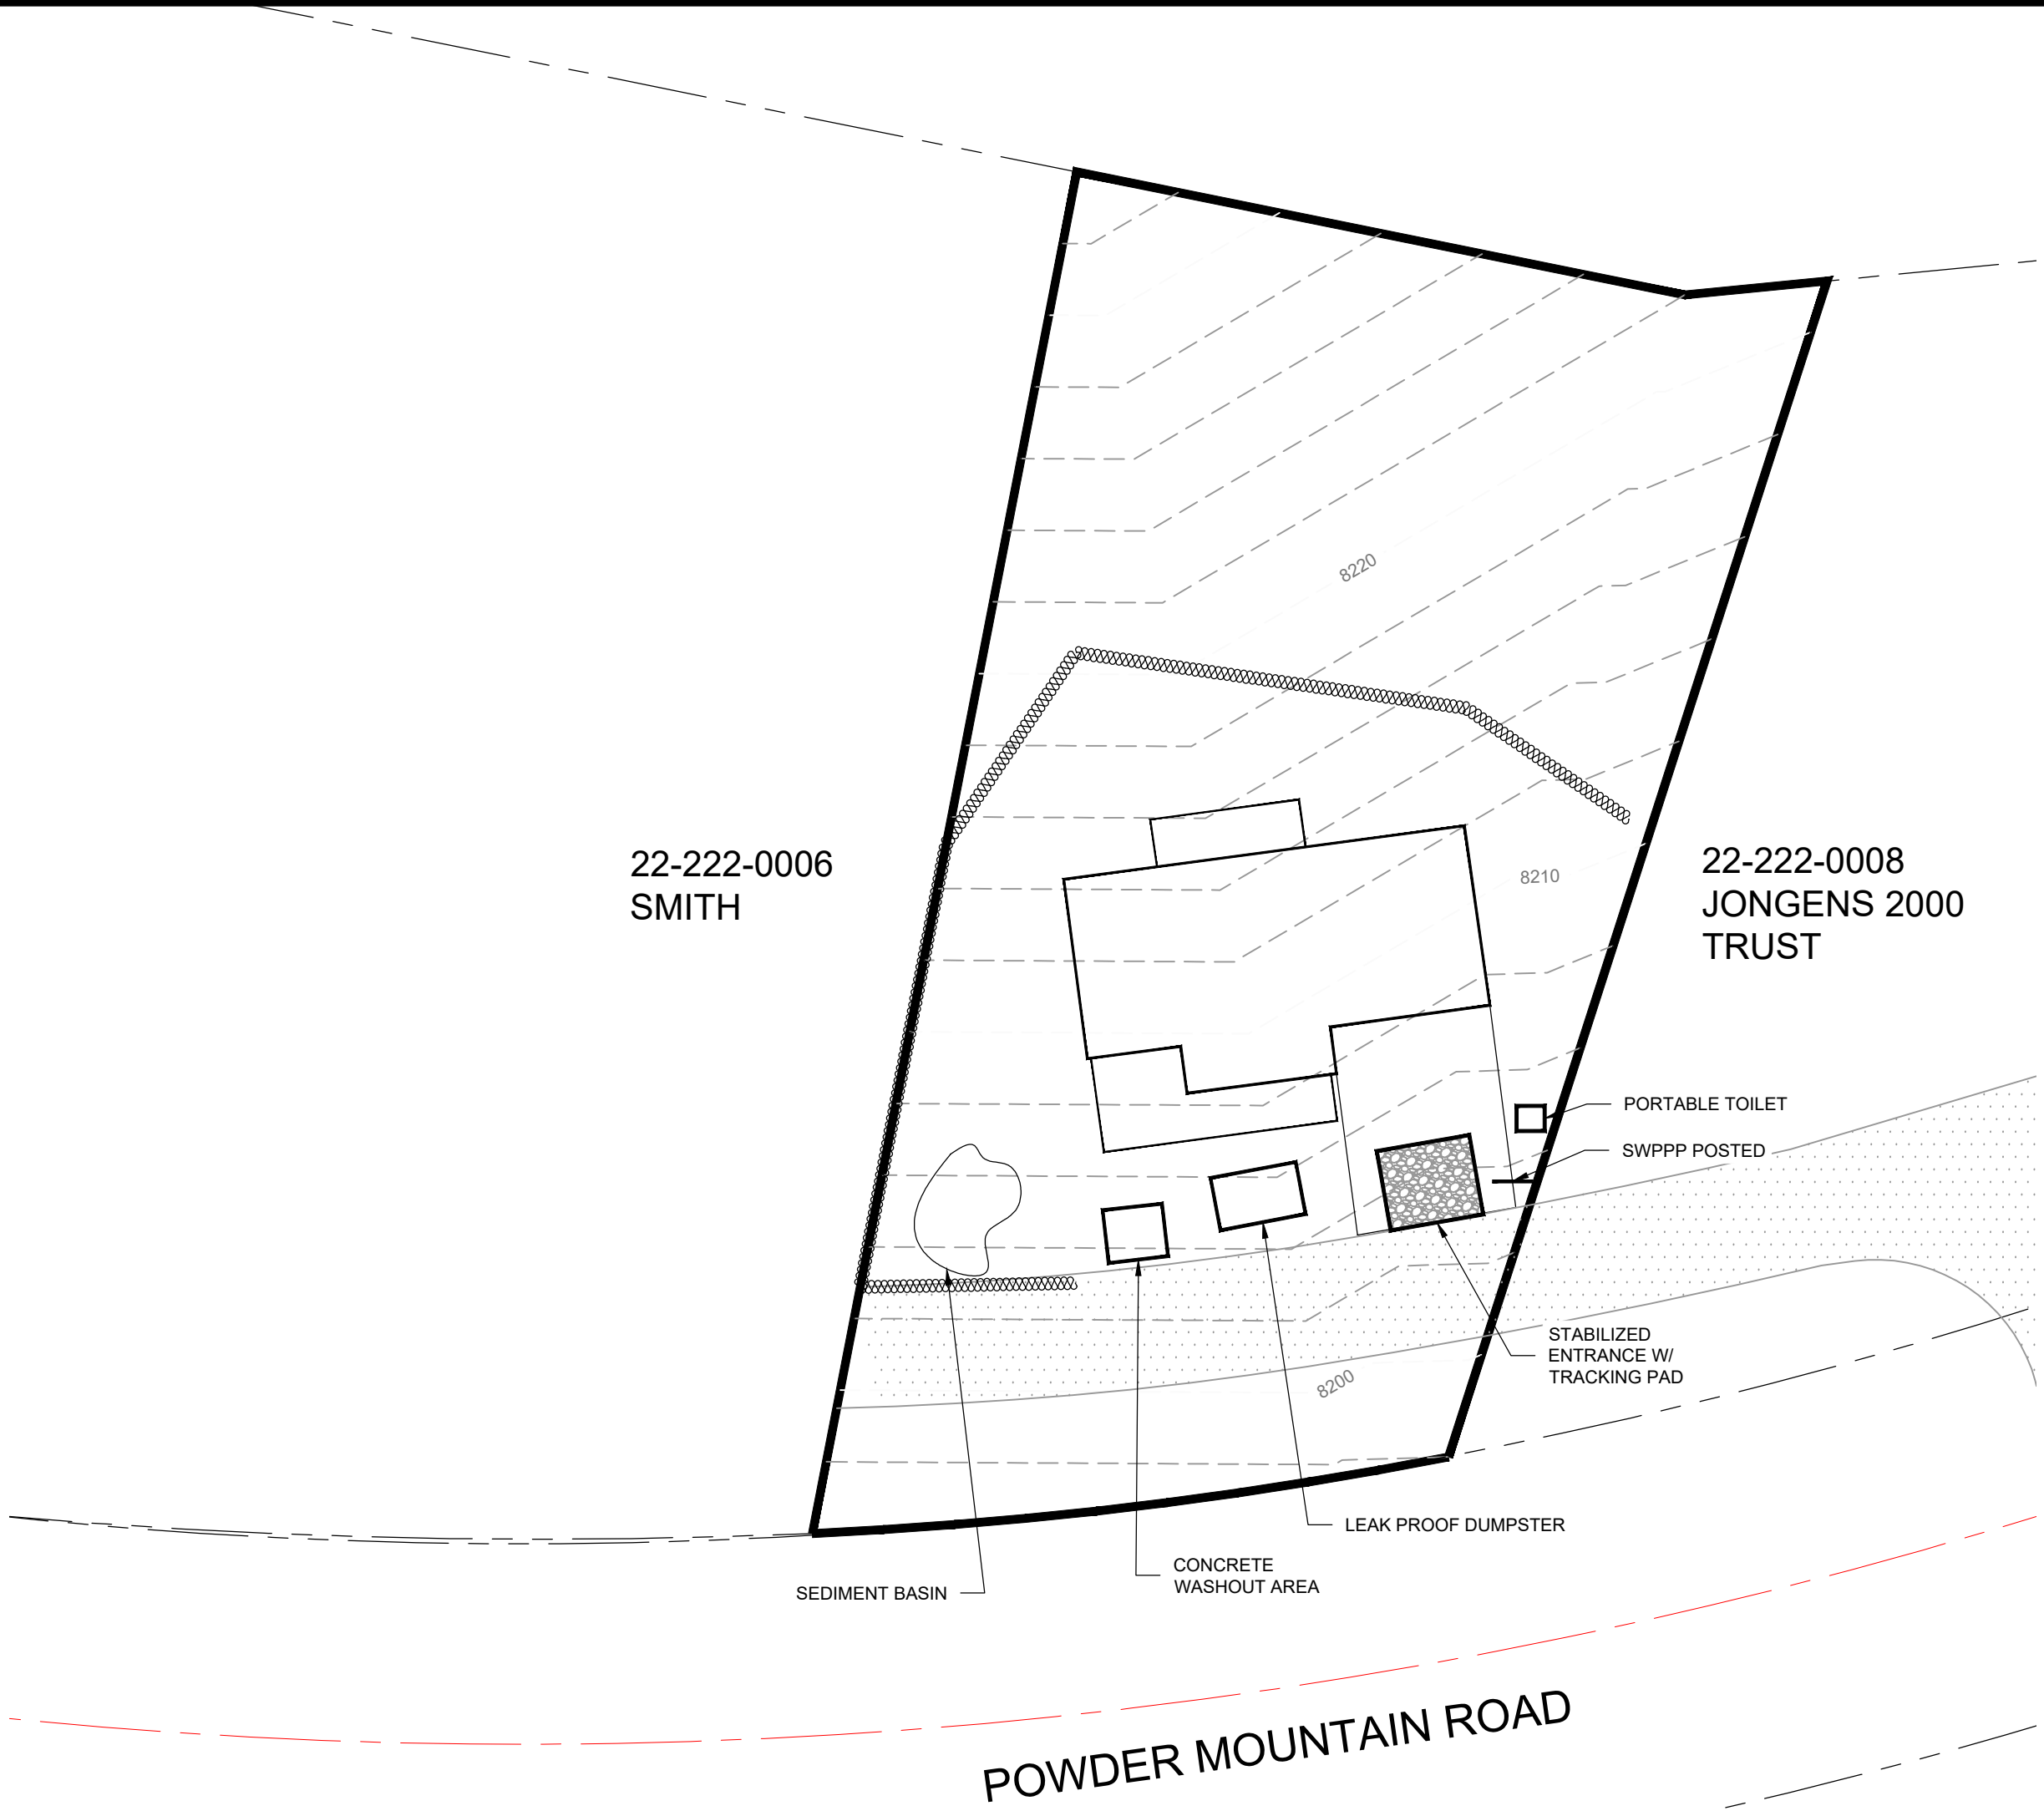 8220
22-222-0006
SMITH
8210
22-222-0008
JONGENS 2000
TRUST
PORTABLE TOILET
SWPPP POSTED
STABILIZED
ENTRANCE W/
TRACKING PAD
8200
LEAK PROOF DUMPSTER
CONCRETE
WASHOUT AREA
SEDIMENT BASIN
POWDER MOUNTAIN ROAD